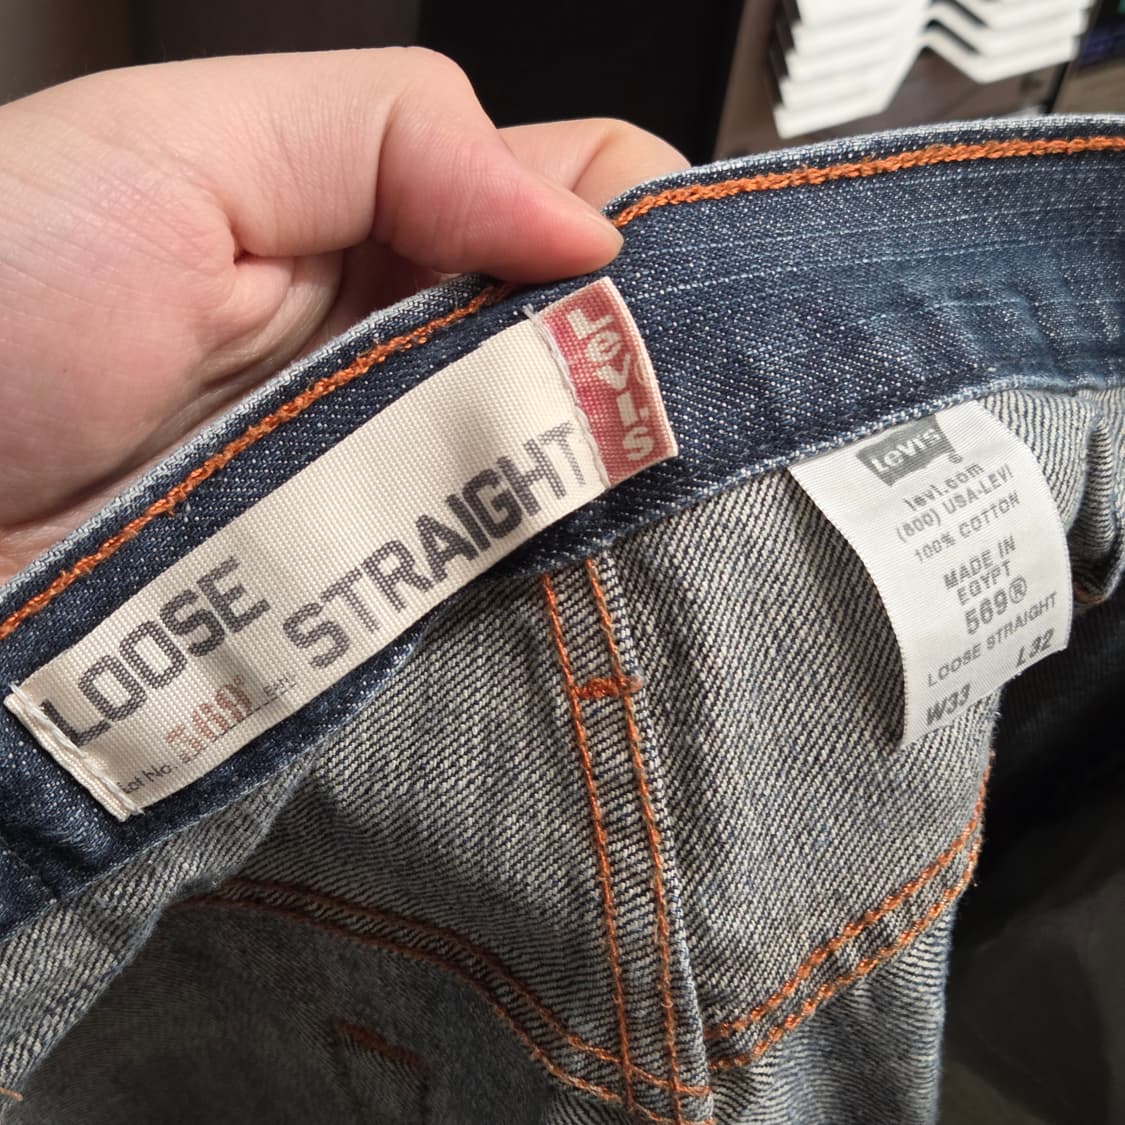 LOOSE
STRAIGHT
Lot No. 569
LEVI'S
Levi's®
levi.com
(800) USA-LEVI
100% COTTON
MADE IN
EGYPT
569®
LOOSE STRAIGHT
W33 L32